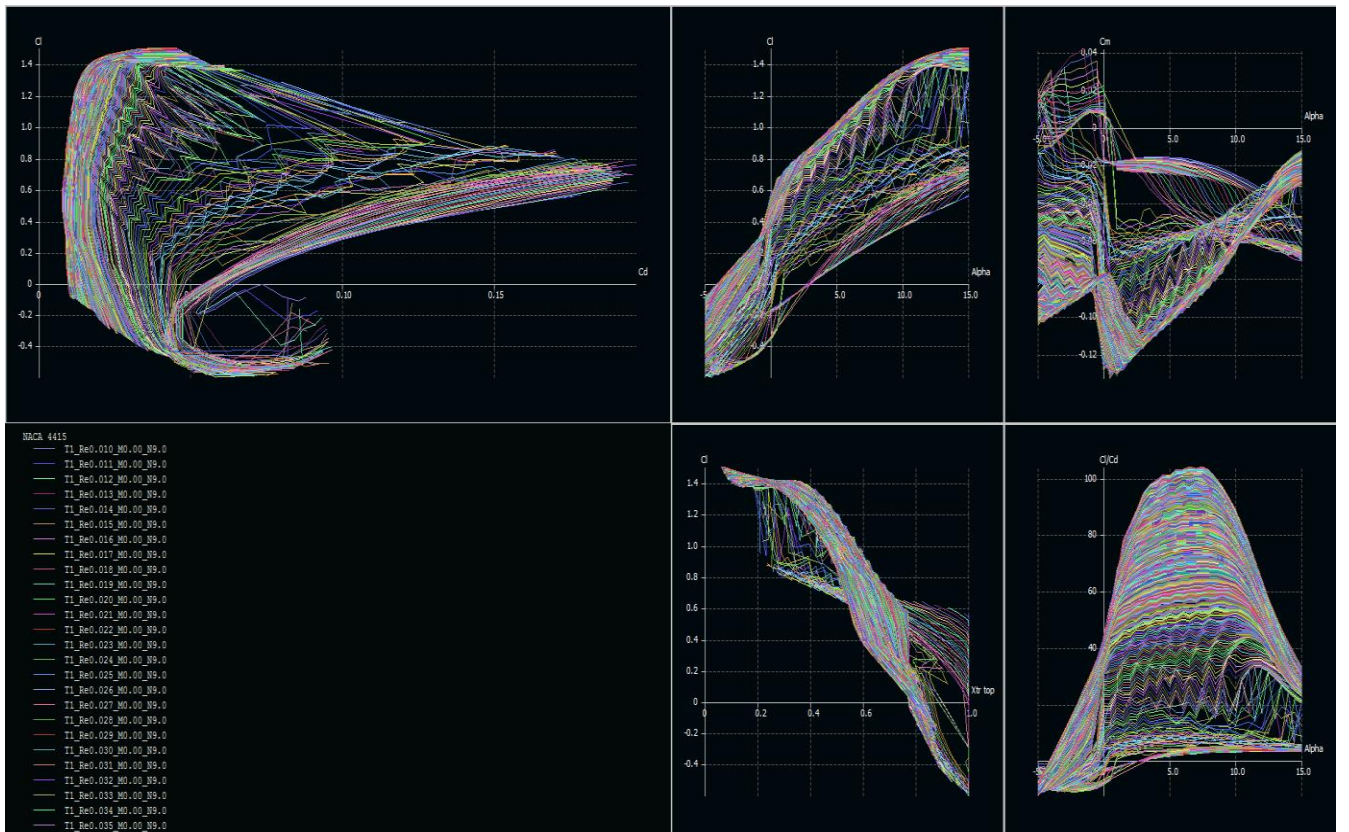 Cl
1.4
1.2
1.0
0.8
0.6
0.4
0.2
0
-0.2
-0.4
0
0.10
0.15
Cd
Cl
1.4
1.2
1.0
0.8
0.6
0.4
5.0
10.0
15.0
Alpha
Cm
0.04
0.02
0
Alpha
5.0
10.0
15.0
-0.10
-0.12
NACA 4415
T1_Re0.010_M0.00_N9.0
T1_Re0.011_M0.00_N9.0
T1_Re0.012_M0.00_N9.0
T1_Re0.013_M0.00_N9.0
T1_Re0.014_M0.00_N9.0
T1_Re0.015_M0.00_N9.0
T1_Re0.016_M0.00_N9.0
T1_Re0.017_M0.00_N9.0
T1_Re0.018_M0.00_N9.0
T1_Re0.019_M0.00_N9.0
T1_Re0.020_M0.00_N9.0
T1_Re0.021_M0.00_N9.0
T1_Re0.022_M0.00_N9.0
T1_Re0.023_M0.00_N9.0
T1_Re0.024_M0.00_N9.0
T1_Re0.025_M0.00_N9.0
T1_Re0.026_M0.00_N9.0
T1_Re0.027_M0.00_N9.0
T1_Re0.028_M0.00_N9.0
T1_Re0.029_M0.00_N9.0
T1_Re0.030_M0.00_N9.0
T1_Re0.031_M0.00_N9.0
T1_Re0.032_M0.00_N9.0
T1_Re0.033_M0.00_N9.0
T1_Re0.034_M0.00_N9.0
T1_Re0.035_M0.00_N9.0
Cl
1.4
1.2
1.0
0.8
0.6
0.4
0.2
0
-0.2
-0.4
0
0.2
0.4
0.6
1.0
Xtr top
Cl/Cd
100
80
60
40
5.0
10.0
15.0
Alpha